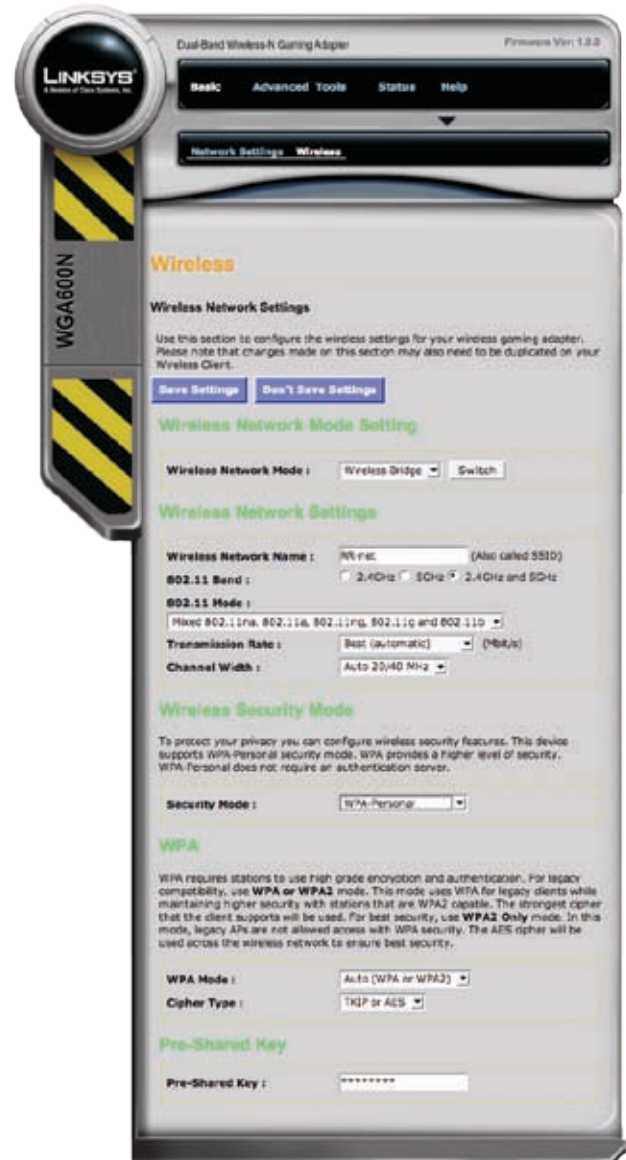 LINKSYS®
A Division of Cisco Systems, Inc.
Dual-Band Wireless-N Gaming Adapter
Firmware Ver: 1.0.0
Basic Advanced Tools Status Help
Network Settings Wireless
WGA600N
Wireless
Wireless Network Settings
Use this section to configure the wireless settings for your wireless gaming adapter.
Please note that changes made on this section may also need to be duplicated on your
Wireless Client.
Save Settings Don't Save Settings
Wireless Network Mode Setting
Wireless Network Mode : Wireless Bridge Switch
Wireless Network Settings
Wireless Network Name : (Also called SSID)
802.11 Band : 2.4GHz 5GHz 2.4GHz and 5GHz
802.11 Mode :
Mixed 802.11na, 802.11a, 802.11ng, 802.11g and 802.11b
Transmission Rate : Best (automatic) (Mbit/s)
Channel Width : Auto 20/40 MHz
Wireless Security Mode
To protect your privacy you can configure wireless security features. This device
supports WPA-Personal security mode. WPA provides a higher level of security.
WPA-Personal does not require an authentication server.
Security Mode : WPA-Personal
WPA
WPA requires stations to use high grade encryption and authentication. For legacy
compatibility, use WPA or WPA2 mode. This mode uses WPA for legacy clients while
maintaining higher security with stations that are WPA2 capable. The strongest cipher
that the client supports will be used. For best security, use WPA2 Only mode. In this
mode, legacy APs are not allowed access with WPA security. The AES cipher will be
used across the wireless network to ensure best security.
WPA Mode : Auto (WPA or WPA2)
Cipher Type : TKIP or AES
Pre-Shared Key
Pre-Shared Key : ********